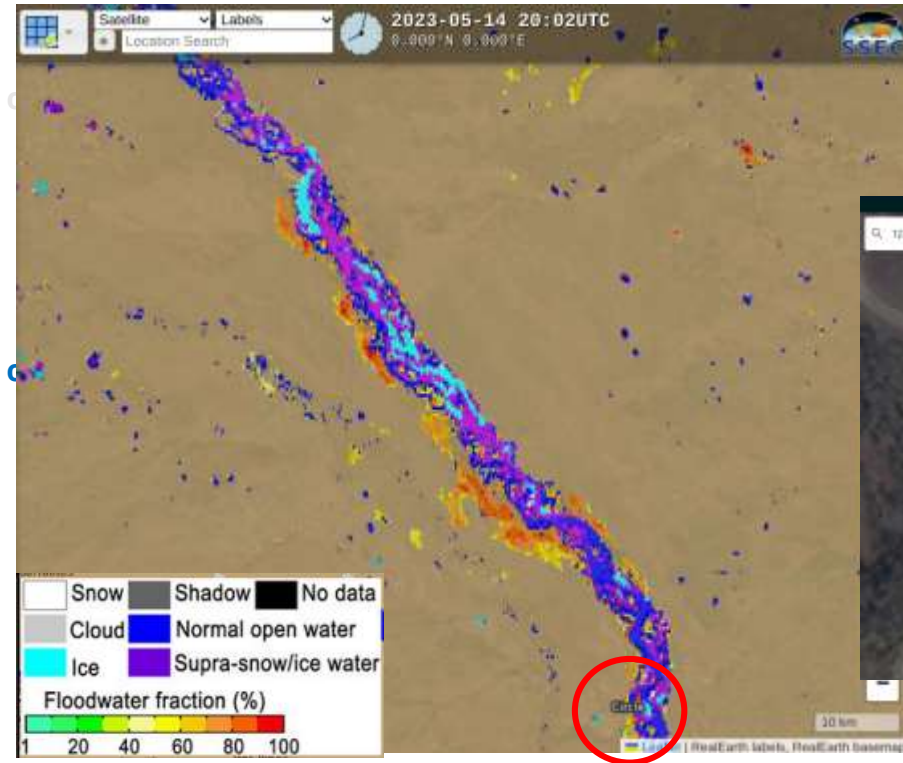 Satellite
Labels
Location Search
2023-05-14 20:02UTC
0.000°N 0.000°E
SSEC
Circle
10 km
Leaflet | RealEarth labels, RealEarth basemap
Snow
Shadow
No data
Cloud
Normal open water
Ice
Supra-snow/ice water
Floodwater fraction (%)
1 20 40 60 80 100